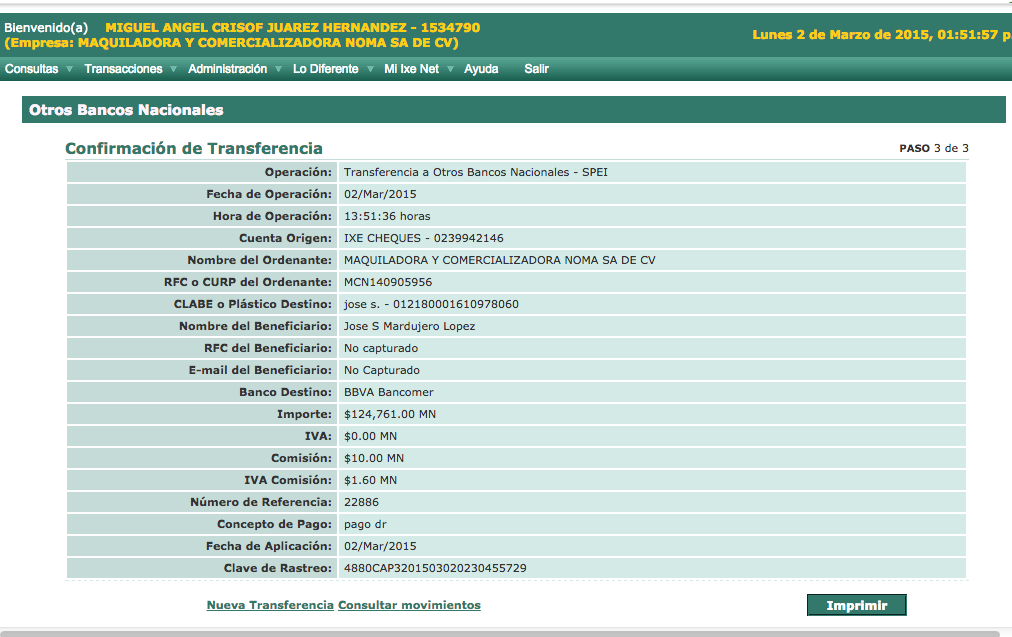 Bienvenido(a) MIGUEL ANGEL CRISOF JUAREZ HERNANDEZ - 1534790
(Empresa: MAQUILADORA Y COMERCIALIZADORA NOMA SA DE CV)
Lunes 2 de Marzo de 2015, 01:51:57 p.
Consultas Transacciones Administración Lo Diferente Mi Ixe Net Ayuda Salir
Otros Bancos Nacionales
Confirmación de Transferencia PASO 3 de 3
Operación: Transferencia a Otros Bancos Nacionales - SPEI
Fecha de Operación: 02/Mar/2015
Hora de Operación: 13:51:36 horas
Cuenta Origen: IXE CHEQUES - 0239942146
Nombre del Ordenante: MAQUILADORA Y COMERCIALIZADORA NOMA SA DE CV
RFC o CURP del Ordenante: MCN140905956
CLABE o Plástico Destino: jose s. - 012180001610978060
Nombre del Beneficiario: Jose S Mardujero Lopez
RFC del Beneficiario: No capturado
E-mail del Beneficiario: No Capturado
Banco Destino: BBVA Bancomer
Importe: $124,761.00 MN
IVA: $0.00 MN
Comisión: $10.00 MN
IVA Comisión: $1.60 MN
Número de Referencia: 22886
Concepto de Pago: pago dr
Fecha de Aplicación: 02/Mar/2015
Clave de Rastreo: 4880CAP3201503020230455729
Nueva Transferencia Consultar movimientos Imprimir